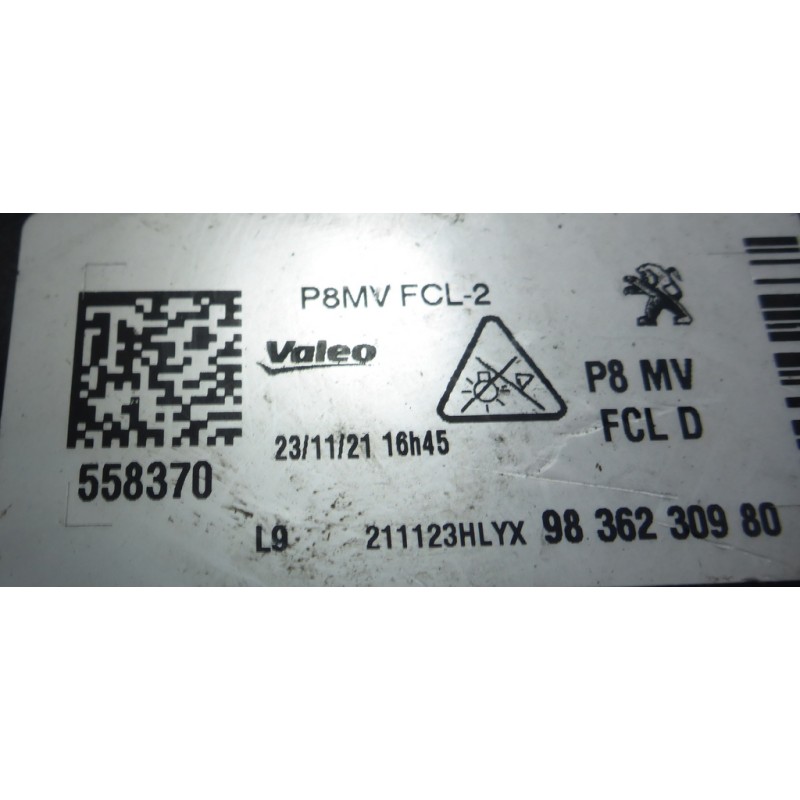 P8MV FCL-2
Valeo
P8 MV
FCL D
23/11/21 16h45
558370
L9 211123HLYX 98 362 309 80